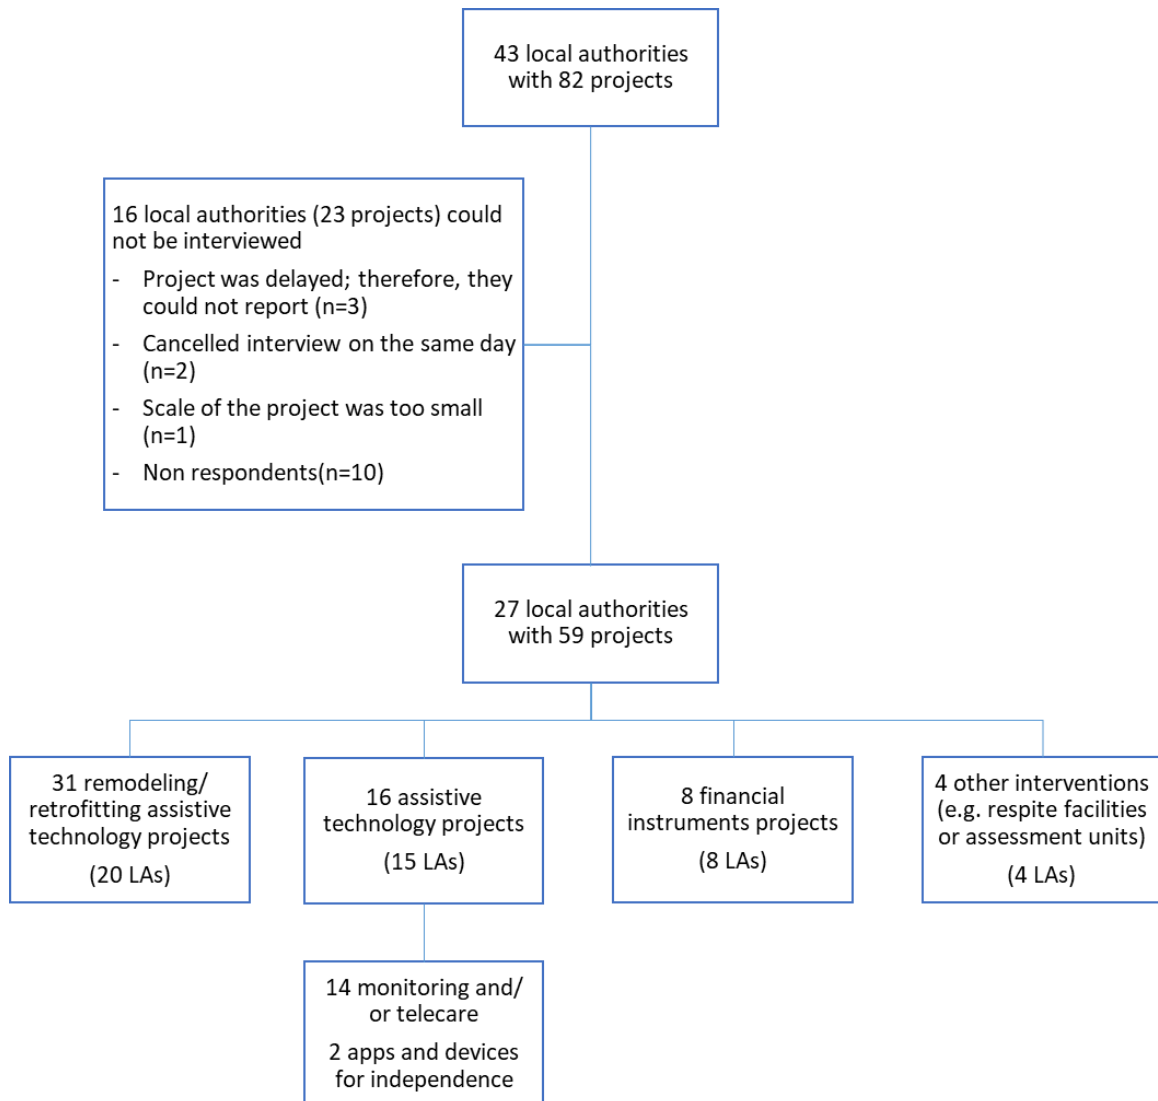 43 local authorities
with 82 projects
16 local authorities (23 projects) could
not be interviewed
- Project was delayed; therefore, they
could not report (n=3)
- Cancelled interview on the same day
(n=2)
- Scale of the project was too small
(n=1)
- Non respondents(n=10)
27 local authorities
with 59 projects
31 remodeling/
retrofitting assistive
technology projects
(20 LAs)
16 assistive
technology projects
(15 LAs)
8 financial
instruments projects
(8 LAs)
4 other interventions
(e.g. respite facilities
or assessment units)
(4 LAs)
14 monitoring and/
or telecare
2 apps and devices
for independence